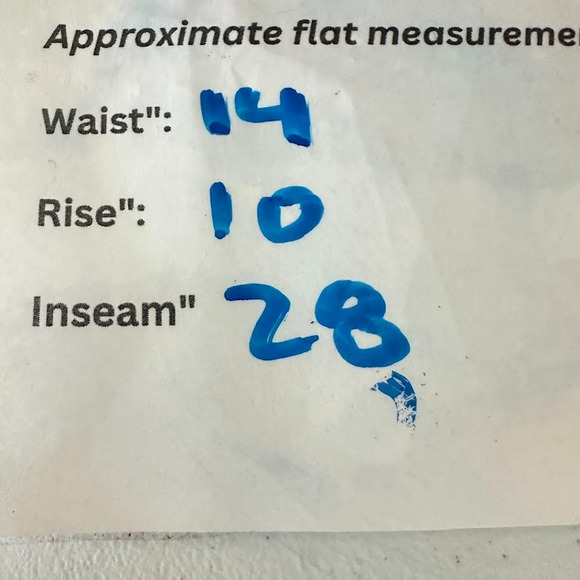 Approximate flat measureme
Waist": 14
Rise": 10
Inseam" 28